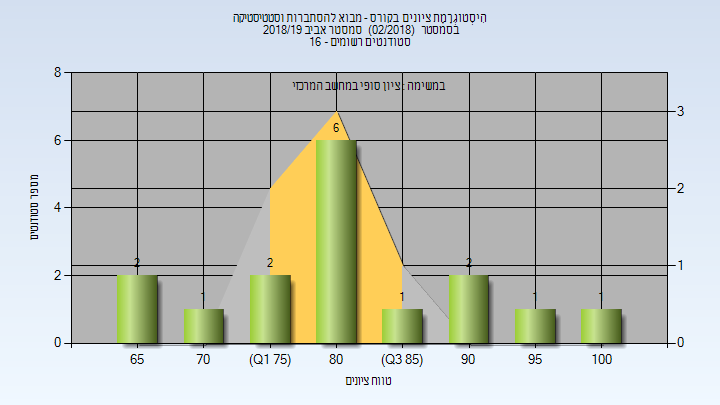 הִיסְטוֹגְרָמַת ציונים בקורס - מבוא להסתברות וסטטיסטיקה
בסמסטר (02/2018) סמסטר אביב 2018/19
סטודנטים רשומים - 16
במשימה : ציון סופי במחשב המרכזי
8
6
4
2
0
3
2
1
0
מספר סטודנטים
2
1
2
6
1
2
1
1
65
70
(Q1 75)
80
(Q3 85)
90
95
100
טווח ציונים